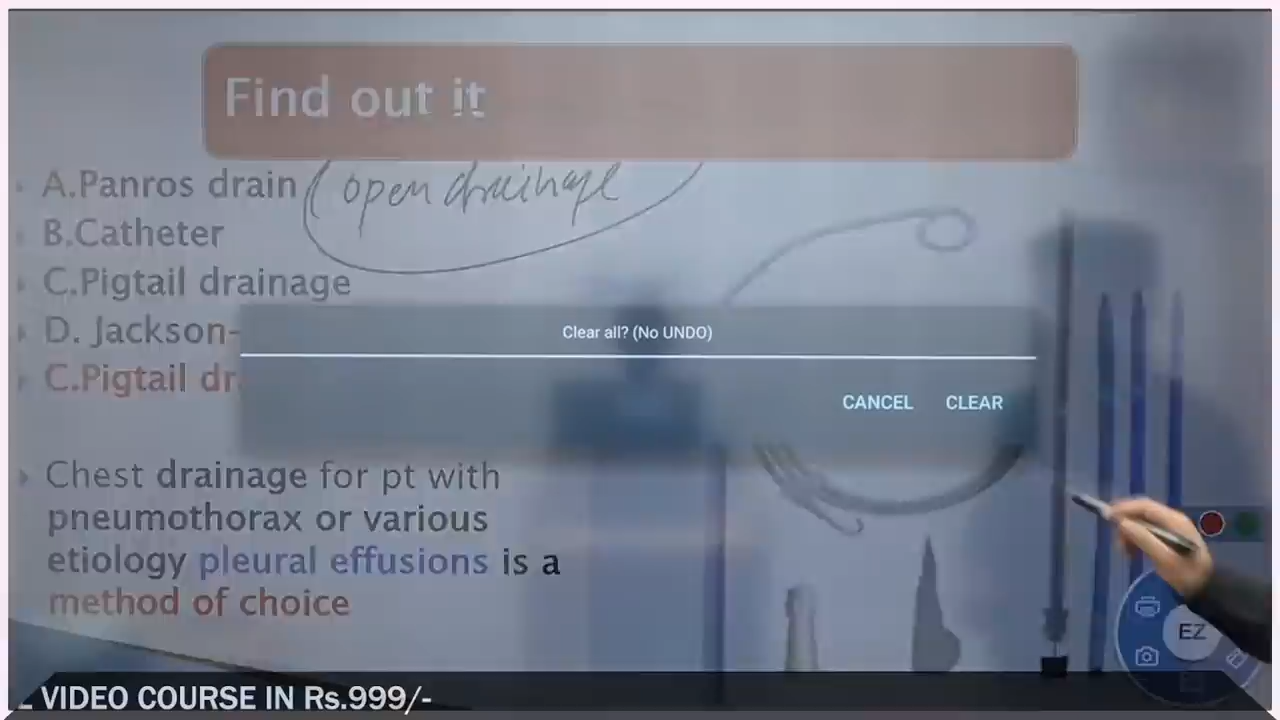 Find out it
A.Panros drain (open drainage
B.Catheter
C.Pigtail drainage
D. Jackson-
C.Pigtail dr
Clear all? (No UNDO)
CANCEL CLEAR
Chest drainage for pt with
pneumothorax or various
etiology pleural effusions is a
method of choice
EZ
VIDEO COURSE IN Rs.999/-